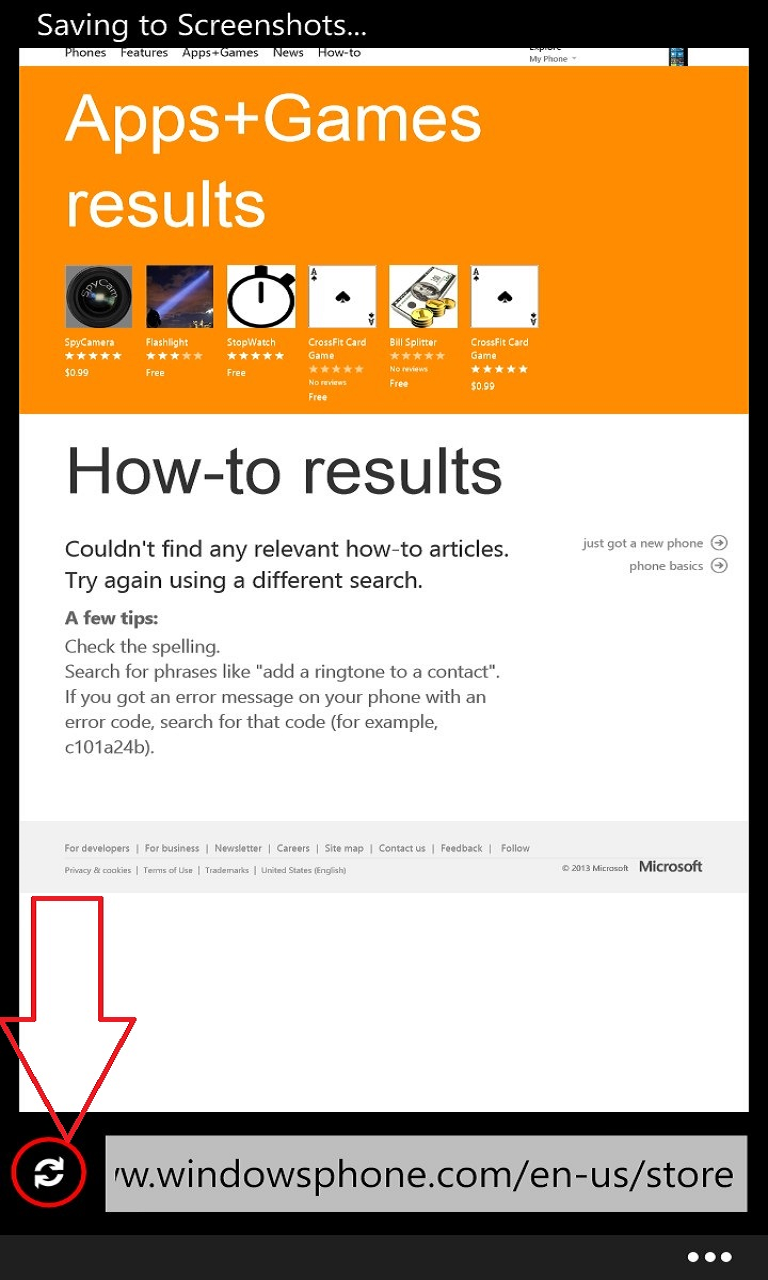 Saving to Screenshots...
Phones Features Apps+Games News How-to
Explore
My Phone
Apps+Games
results
SpyCam
SpyCamera
$0.99
Flashlight
Free
StopWatch
Free
A
A
CrossFit Card
Game
No reviews
Free
Bill Splitter
No reviews
Free
A
A
CrossFit Card
Game
$0.99
How-to results
Couldn't find any relevant how-to articles.
Try again using a different search.
just got a new phone
phone basics
A few tips:
Check the spelling.
Search for phrases like "add a ringtone to a contact".
If you got an error message on your phone with an
error code, search for that code (for example,
c101a24b).
For developers | For business | Newsletter | Careers | Site map | Contact us | Feedback | Follow
Privacy & cookies | Terms of Use | Trademarks | United States (English)
© 2013 Microsoft Microsoft
w.windowsphone.com/en-us/store